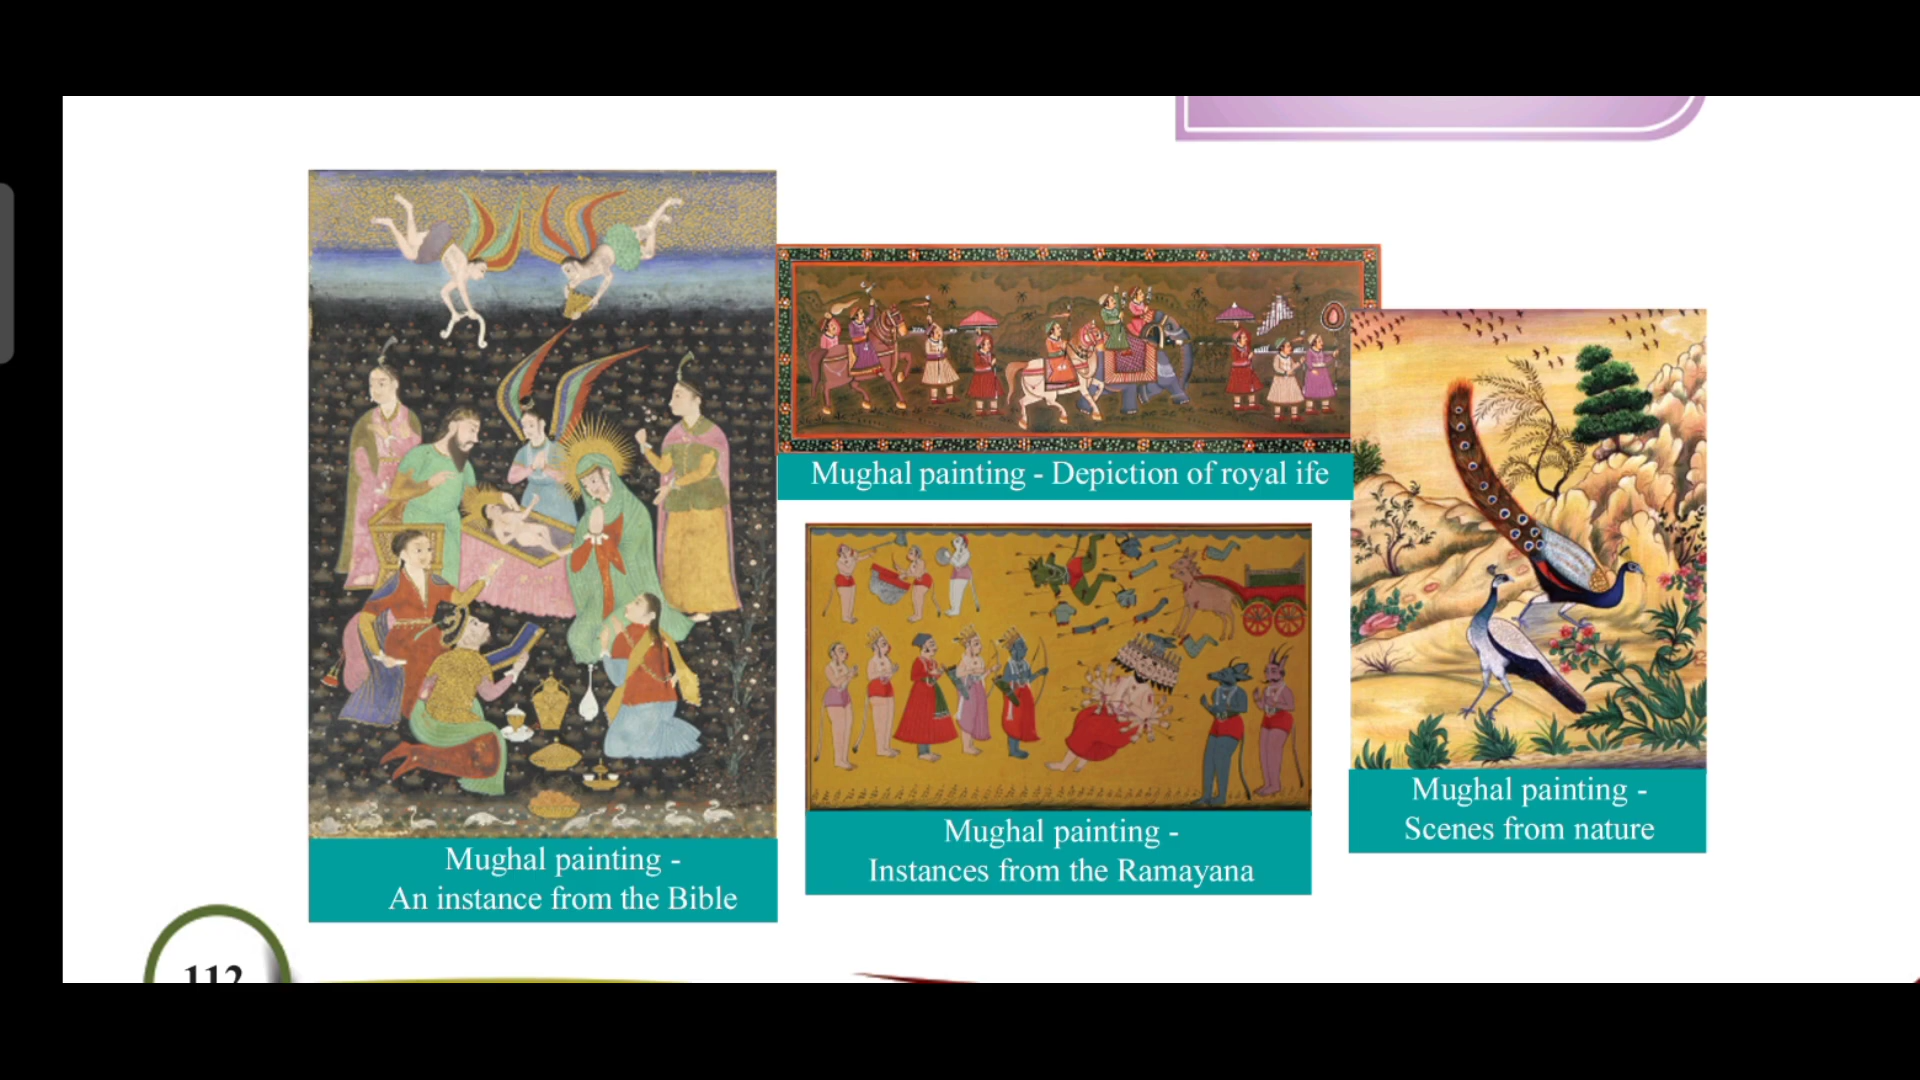 Mughal painting - Depiction of royal ife
Mughal painting -
An instance from the Bible
Mughal painting -
Instances from the Ramayana
Mughal painting -
Scenes from nature
112